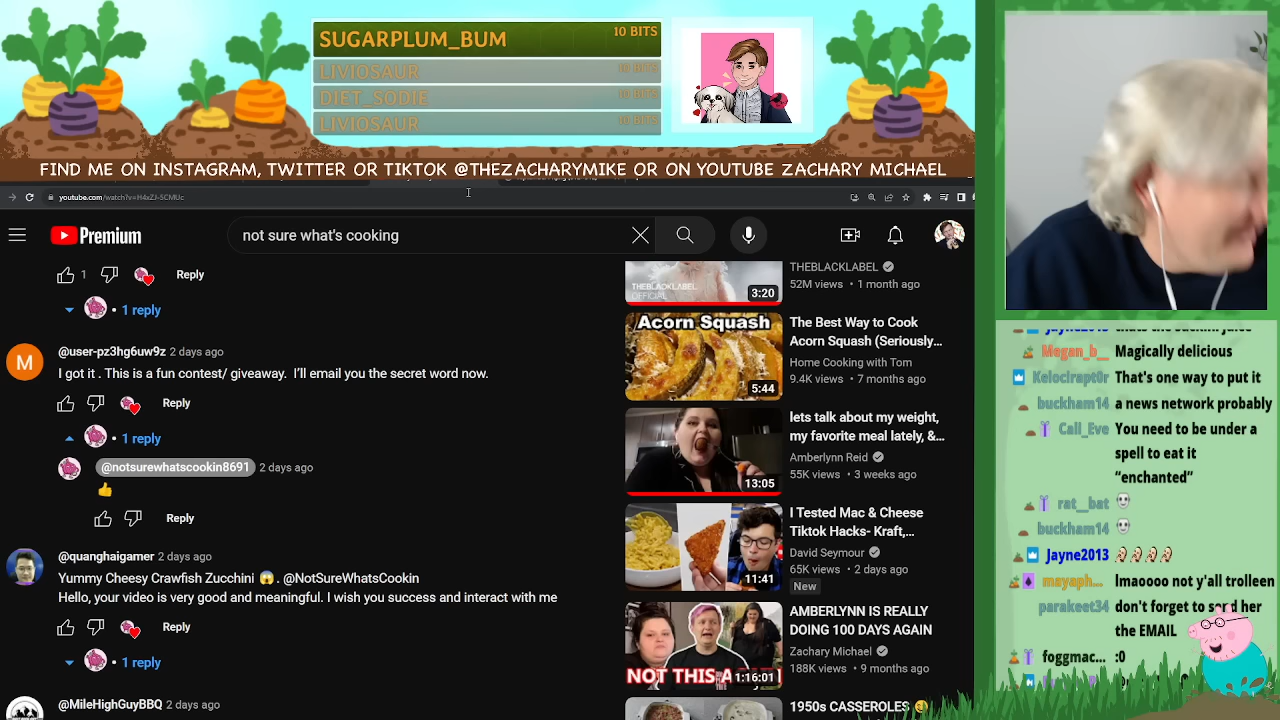 SUGARPLUM_BUM 10 BITS
LIVIOSAUR 10 BITS
DIET_SODIE 10 BITS
LIVIOSAUR 10 BITS
FIND ME ON INSTAGRAM, TWITTER OR TIKTOK @THEZACHARYMIKE OR ON YOUTUBE ZACHARY MICHAEL
youtube.com/watch?v=H4xZJ-5CMUc
Premium
not sure what's cooking
1 Reply
• 1 reply
M
@user-pz3hg6uw9z 2 days ago
I got it . This is a fun contest/ giveaway. I'll email you the secret word now.
Reply
• 1 reply
@notsurewhatscookin8691 2 days ago
👍
Reply
@quanghaigamer 2 days ago
Yummy Cheesy Crawfish Zucchini 😱 . @NotSureWhatsCookin
Hello, your video is very good and meaningful. I wish you success and interact with me
Reply
• 1 reply
@MileHighGuyBBQ 2 days ago
THEBLACKLABEL
OFFICIAL
3:20
THEBLACKLABEL
52M views • 1 month ago
Acorn Squash
5:44
The Best Way to Cook
Acorn Squash (Seriously...
Home Cooking with Tom
9.4K views • 7 months ago
13:05
lets talk about my weight,
my favorite meal lately, &...
Amberlynn Reid
55K views • 3 weeks ago
11:41
I Tested Mac & Cheese
Tiktok Hacks- Kraft,...
David Seymour
65K views • 2 days ago
New
NOT THIS
1:16:01
AMBERLYNN IS REALLY
DOING 100 DAYS AGAIN
Zachary Michael
188K views • 9 months ago
1950s CASSEROLES
Jayne2013 thats the
Megan_b_ Magically delicious
Kelocirapt0r That's one way to put it
buckham14 a news network probably
Call_Eve You need to be under a
spell to eat it
“enchanted”
rat__bat
buckham14
Jayne2013
mayaph... lmaoooo not y'all trolleen
parakeet34 don't forget to send her
the EMAIL
foggmac... :0